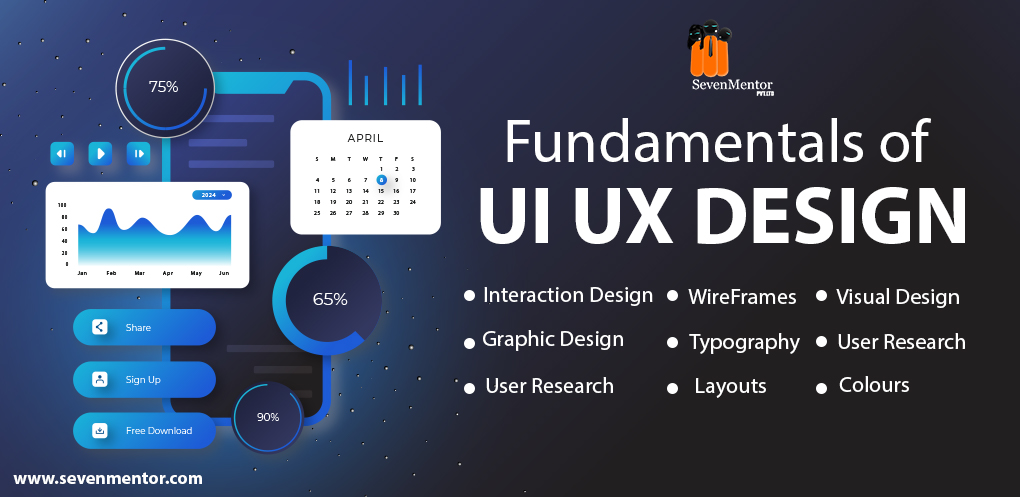 SevenMentor
PVT.LTD
Fundamentals of
UI UX DESIGN
Interaction Design
WireFrames
Visual Design
Graphic Design
Typography
User Research
User Research
Layouts
Colours
75%
APRIL
S M T W T F S
1 2 3
4 5 6 7 8 9 10
11 12 13 14 15 16 17
18 19 20 21 22 23 24
25 26 27 28 29 30
2024
100
80
60
40
20
0
Jan Feb Mar Apr May Jun
65%
Share
Sign Up
Free Download
90%
www.sevenmentor.com